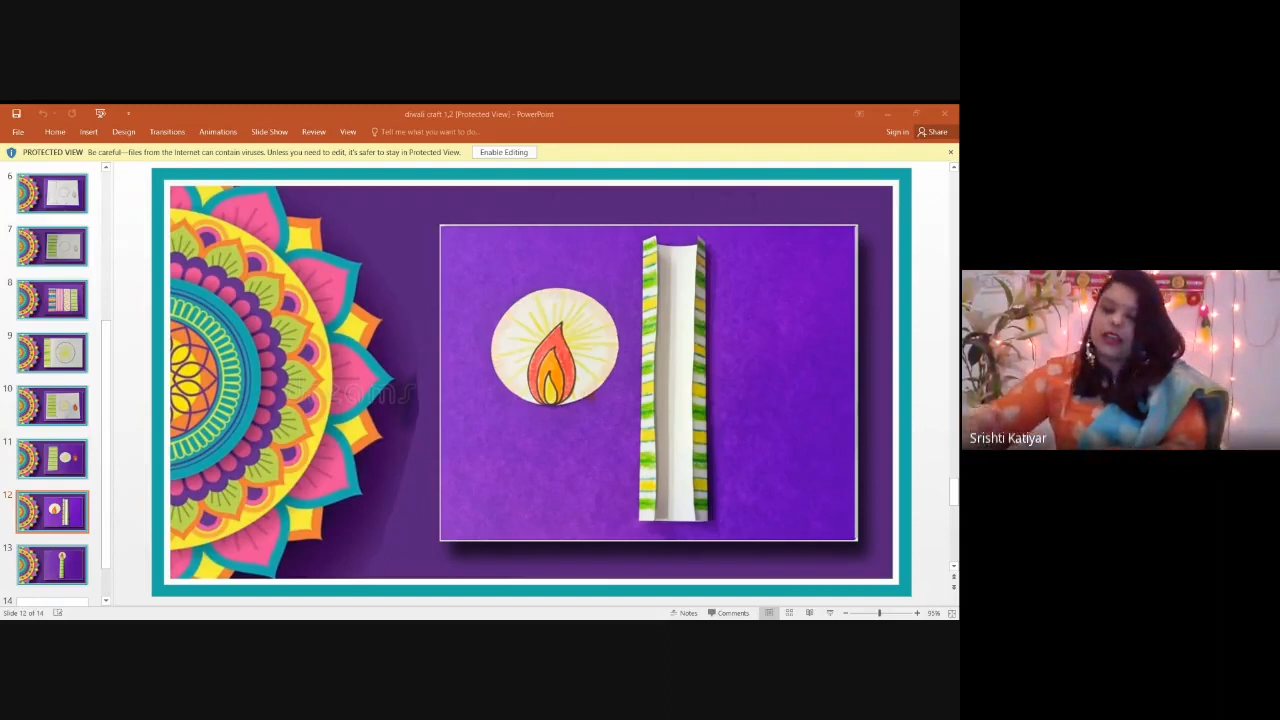 diwali craft 1,2 [Protected View] - PowerPoint
File Home Insert Design Transitions Animations Slide Show Review View Tell me what you want to do... Sign in Share
PROTECTED VIEW Be careful—files from the Internet can contain viruses. Unless you need to edit, it's safer to stay in Protected View. Enable Editing
6
7
8
9
10
11
12
13
14
Srishti Katiyar
Slide 12 of 14 Notes Comments 95%